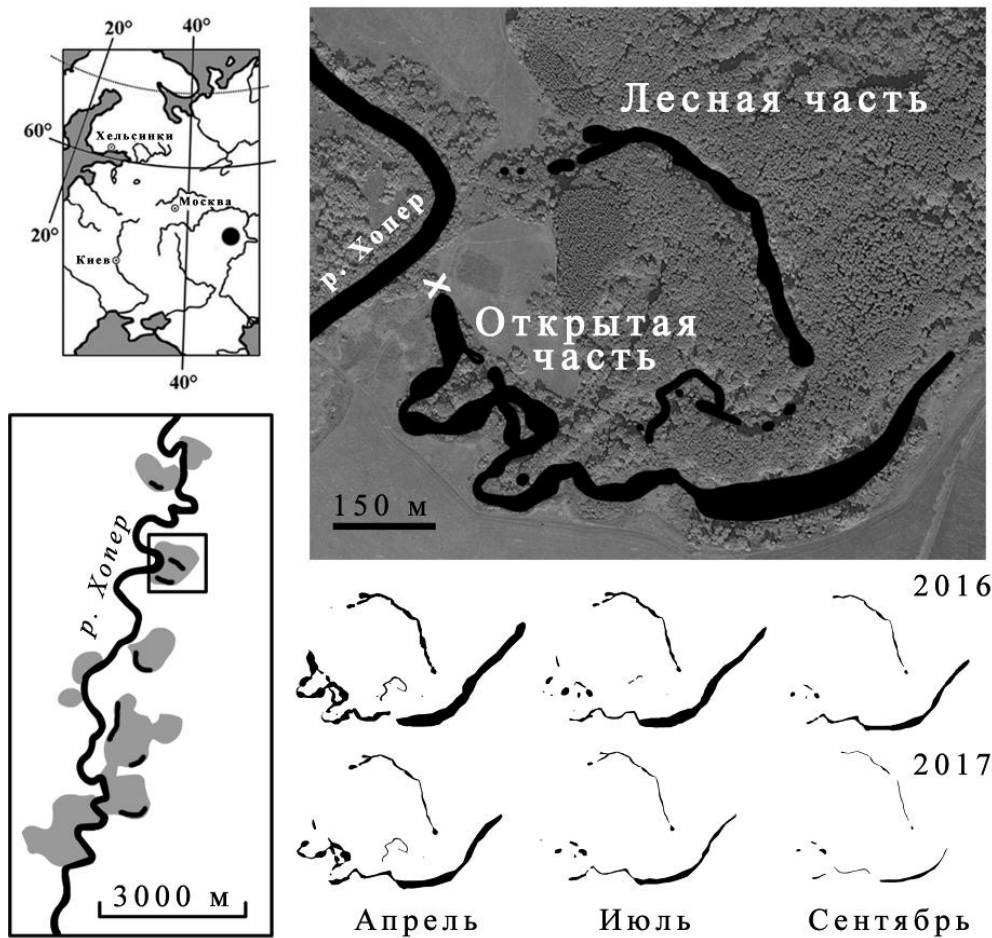 20°
40°
60°
Хельсинки
Москва
20°
Киев
40°
Лесная часть
р. Хопер
Открытая
часть
150 м
р. Хопер
3000 м
2016
2017
Апрель
Июль
Сентябрь